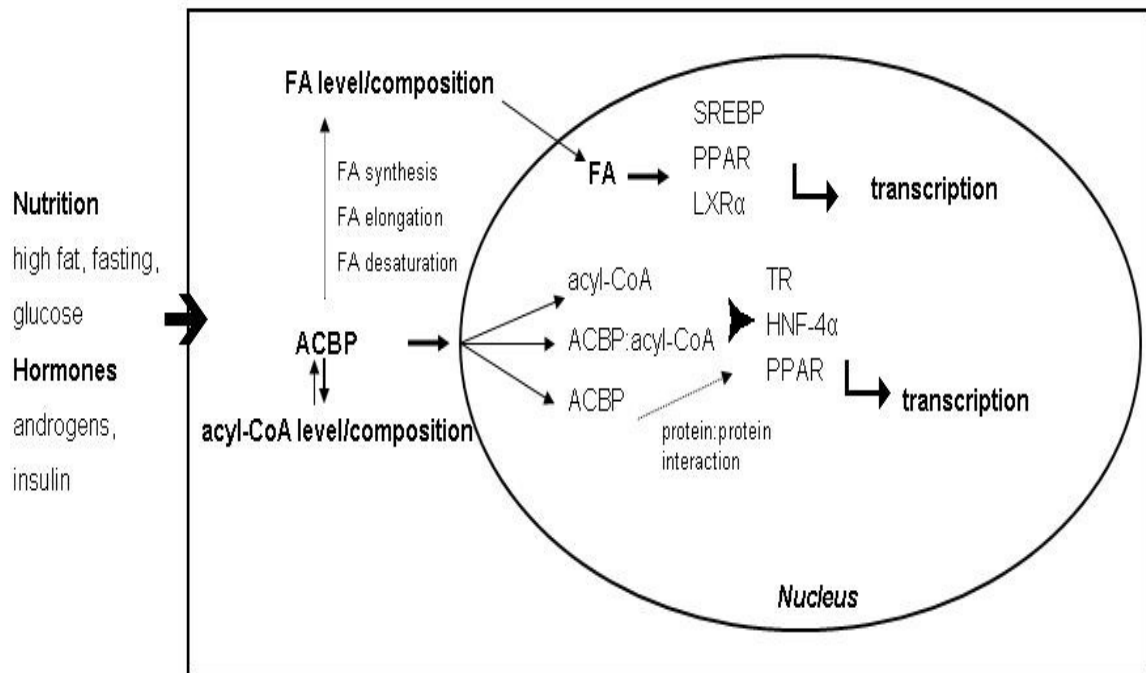 Nutrition
high fat, fasting,
glucose
Hormones
androgens,
insulin
FA level/composition
FA synthesis
FA elongation
FA desaturation
ACBP
acyl-CoA level/composition
FA
SREBP
PPAR
LXRα
transcription
acyl-CoA
ACBP:acyl-CoA
ACBP
protein:protein
interaction
TR
HNF-4α
PPAR
transcription
Nucleus